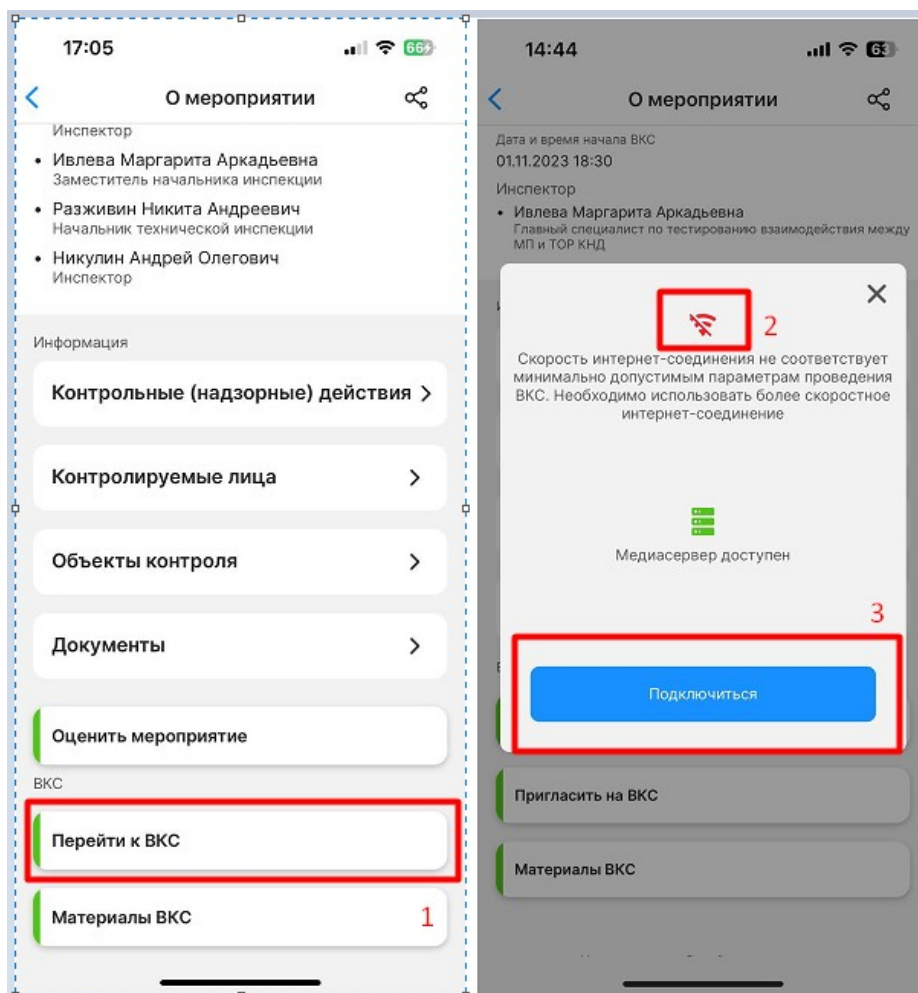 17:05
66
О мероприятии
Инспектор
• Ивлева Маргарита Аркадьевна
Заместитель начальника инспекции
• Разживин Никита Андреевич
Начальник технической инспекции
• Никулин Андрей Олегович
Инспектор
Информация
Контрольные (надзорные) действия
Контролируемые лица
Объекты контроля
Документы
Оценить мероприятие
ВКС
Перейти к ВКС
Материалы ВКС
1
14:44
63
О мероприятии
Дата и время начала ВКС
01.11.2023 18:30
Инспектор
• Ивлева Маргарита Аркадьевна
Главный специалист по тестированию взаимодействия между
МП и ТОР КНД
2
Скорость интернет-соединения не соответствует
минимально допустимым параметрам проведения
ВКС. Необходимо использовать более скоростное
интернет-соединение
Медиасервер доступен
3
Подключиться
Пригласить на ВКС
Материалы ВКС